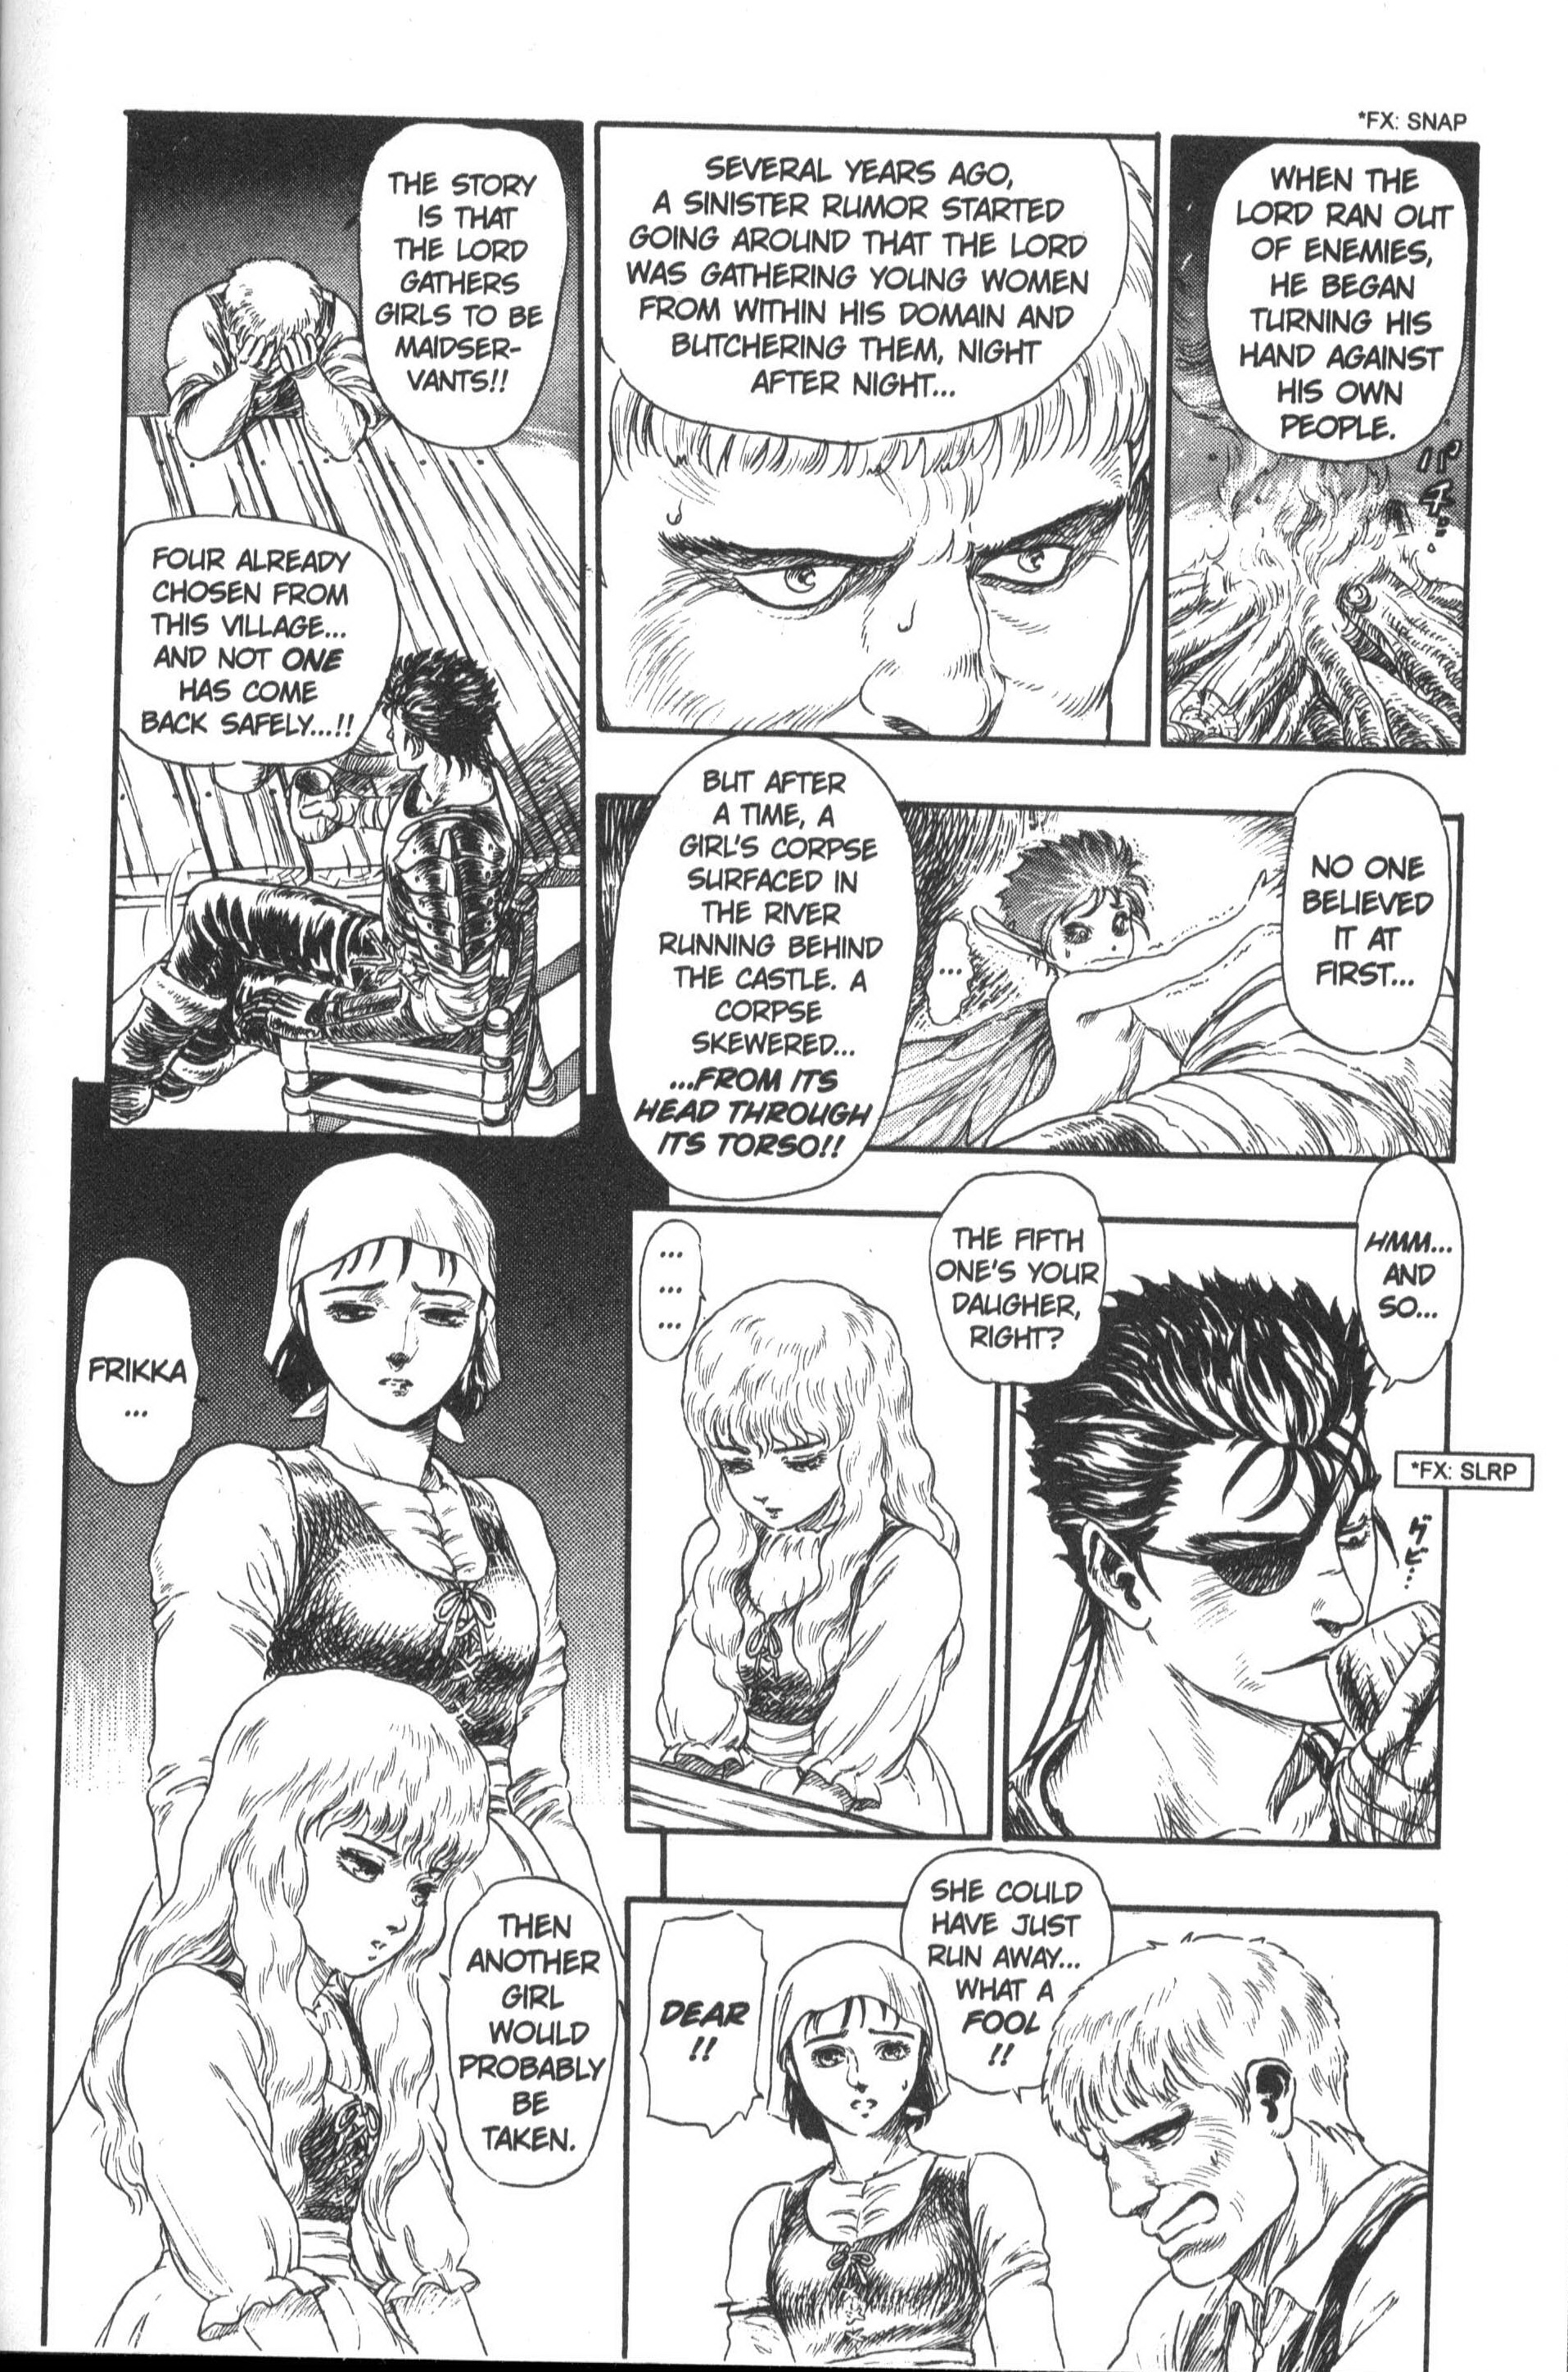 *FX: SNAP
WHEN THE
LORD RAN OUT
OF ENEMIES,
HE BEGAN
TURNING HIS
HAND AGAINST
HIS OWN
PEOPLE.
パチ…
SEVERAL YEARS AGO,
A SINISTER RUMOR STARTED
GOING AROUND THAT THE LORD
WAS GATHERING YOUNG WOMEN
FROM WITHIN HIS DOMAIN AND
BUTCHERING THEM, NIGHT
AFTER NIGHT...
NO ONE
BELIEVED
IT AT
FIRST...
...
BUT AFTER
A TIME, A
GIRL'S CORPSE
SURFACED IN
THE RIVER
RUNNING BEHIND
THE CASTLE. A
CORPSE
SKEWERED...
...FROM ITS
HEAD THROUGH
ITS TORSO!!
THE STORY
IS THAT
THE LORD
GATHERS
GIRLS TO BE
MAIDSER-
VANTS!!
FOUR ALREADY
CHOSEN FROM
THIS VILLAGE...
AND NOT ONE
HAS COME
BACK SAFELY...!!
HMM...
AND
SO...
*FX: SLRP
グビ…
THE FIFTH
ONE'S YOUR
DAUGHER,
RIGHT?
...
...
...
SHE COULD
HAVE JUST
RUN AWAY...
WHAT A
FOOL
!!
DEAR
!!
FRIKKA
...
THEN
ANOTHER
GIRL
WOULD
PROBABLY
BE
TAKEN.